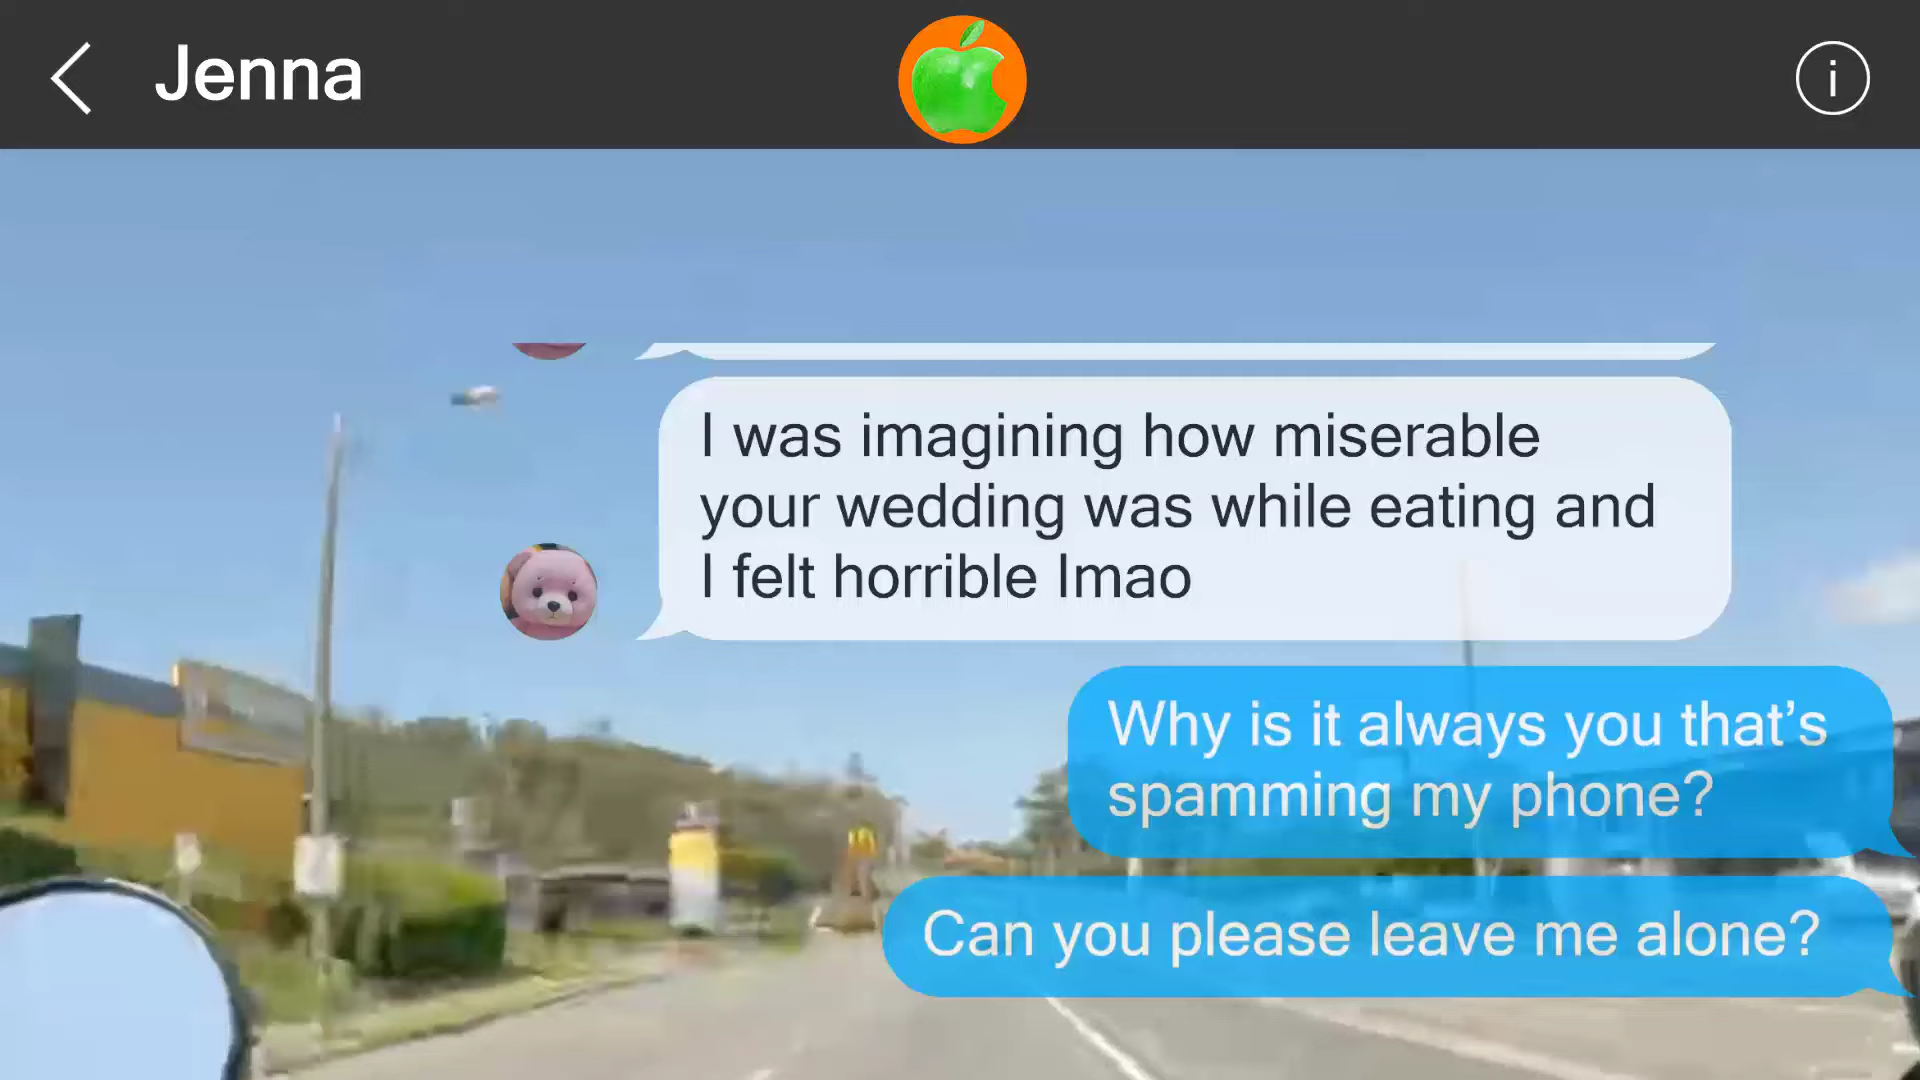 Jenna
i
I was imagining how miserable
your wedding was while eating and
I felt horrible lmao
Why is it always you that's
spamming my phone?
Can you please leave me alone?